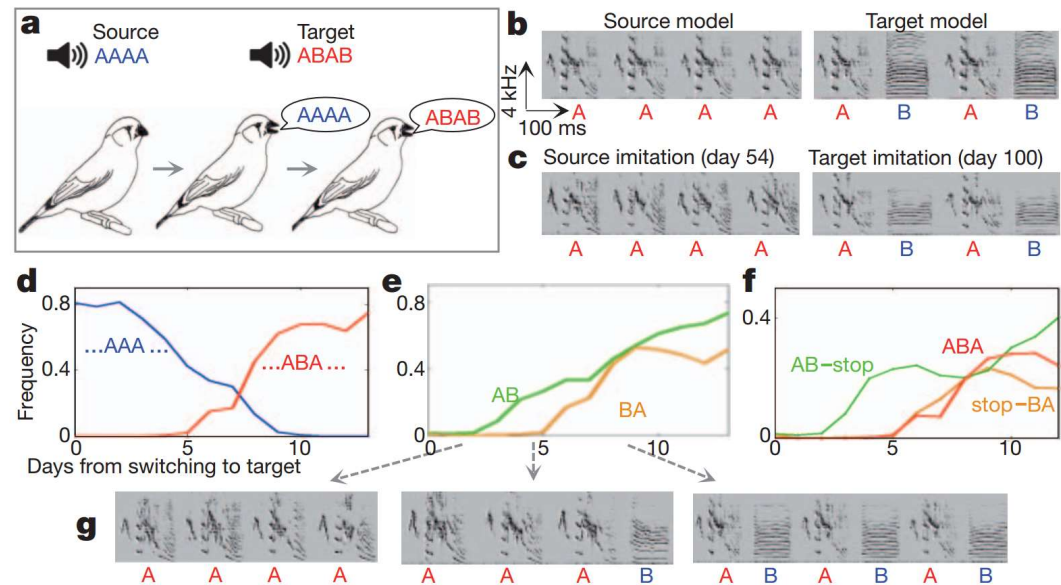 a
Source
AAAA
Target
ABAB
AAAA
ABAB
b
Source model
Target model
4 kHz
100 ms
A A A A
A B A B
c
Source imitation (day 54)
Target imitation (day 100)
A A A A
A B A B
d
Frequency
0.8
0.4
0
...AAA ...
...ABA ...
0 5 10
Days from switching to target
e
0.8
0.4
0
AB
BA
0 5 10
f
0.4
0
AB–stop
ABA
stop–BA
0 5 10
g
A A A A
A A A B
A B A B A B